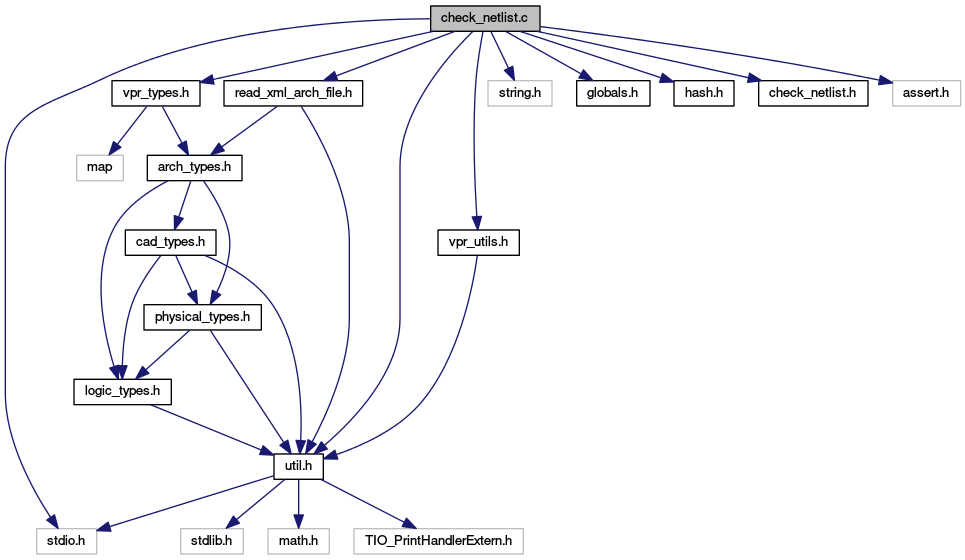 check_netlist.c
vpr_types.h
read_xml_arch_file.h
string.h
globals.h
hash.h
check_netlist.h
assert.h
map
arch_types.h
cad_types.h
vpr_utils.h
physical_types.h
logic_types.h
util.h
stdio.h
stdlib.h
math.h
TIO_PrintHandlerExtern.h